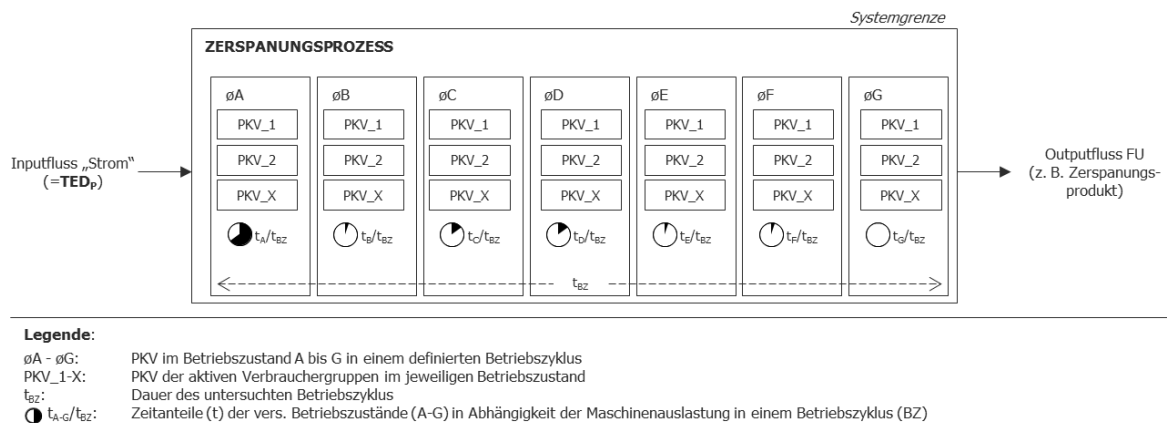 Systemgrenze
ZERSPANUNGSPROZESS
øA øB øC øD øE øF øG
PKV_1 PKV_1 PKV_1 PKV_1 PKV_1 PKV_1 PKV_1
Inputfluss „Strom“
(=TEDP)
PKV_2 PKV_2 PKV_2 PKV_2 PKV_2 PKV_2 PKV_2
Outputfluss FU
(z. B. Zerspanungs-
produkt)
PKV_X PKV_X PKV_X PKV_X PKV_X PKV_X PKV_X
tA/tBZ tB/tBZ tC/tBZ tD/tBZ tE/tBZ tF/tBZ tG/tBZ
tBZ
Legende:
øA - øG: PKV im Betriebszustand A bis G in einem definierten Betriebszyklus
PKV_1-X: PKV der aktiven Verbrauchergruppen im jeweiligen Betriebszustand
tBZ: Dauer des untersuchten Betriebszyklus
tA-G/tBZ: Zeitanteile (t) der vers. Betriebszustände (A-G) in Abhängigkeit der Maschinenauslastung in einem Betriebszyklus (BZ)